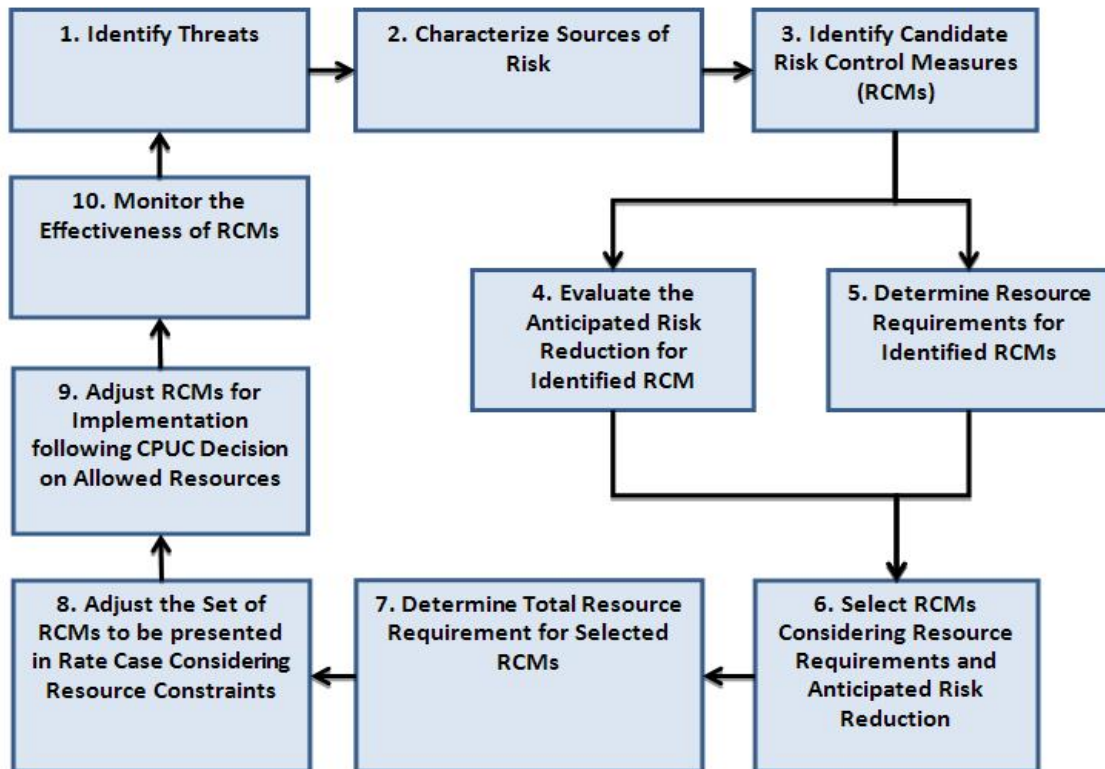 1. Identify Threats
2. Characterize Sources of
Risk
3. Identify Candidate
Risk Control Measures
(RCMs)
4. Evaluate the
Anticipated Risk
Reduction for
Identified RCM
5. Determine Resource
Requirements for
Identified RCMs
6. Select RCMs
Considering Resource
Requirements and
Anticipated Risk
Reduction
7. Determine Total Resource
Requirement for Selected
RCMs
8. Adjust the Set of
RCMs to be presented
in Rate Case Considering
Resource Constraints
9. Adjust RCMs for
Implementation
following CPUC Decision
on Allowed Resources
10. Monitor the
Effectiveness of RCMs